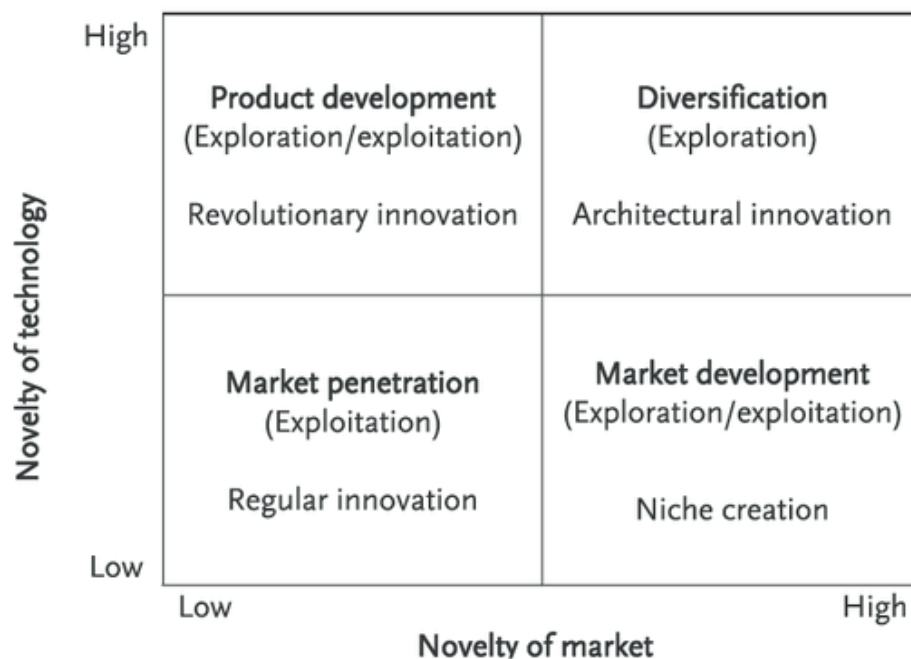 High
Product development
(Exploration/exploitation)
Revolutionary innovation
Diversification
(Exploration)
Architectural innovation
Novelty of technology
Market penetration
(Exploitation)
Regular innovation
Market development
(Exploration/exploitation)
Niche creation
Low
Low
High
Novelty of market